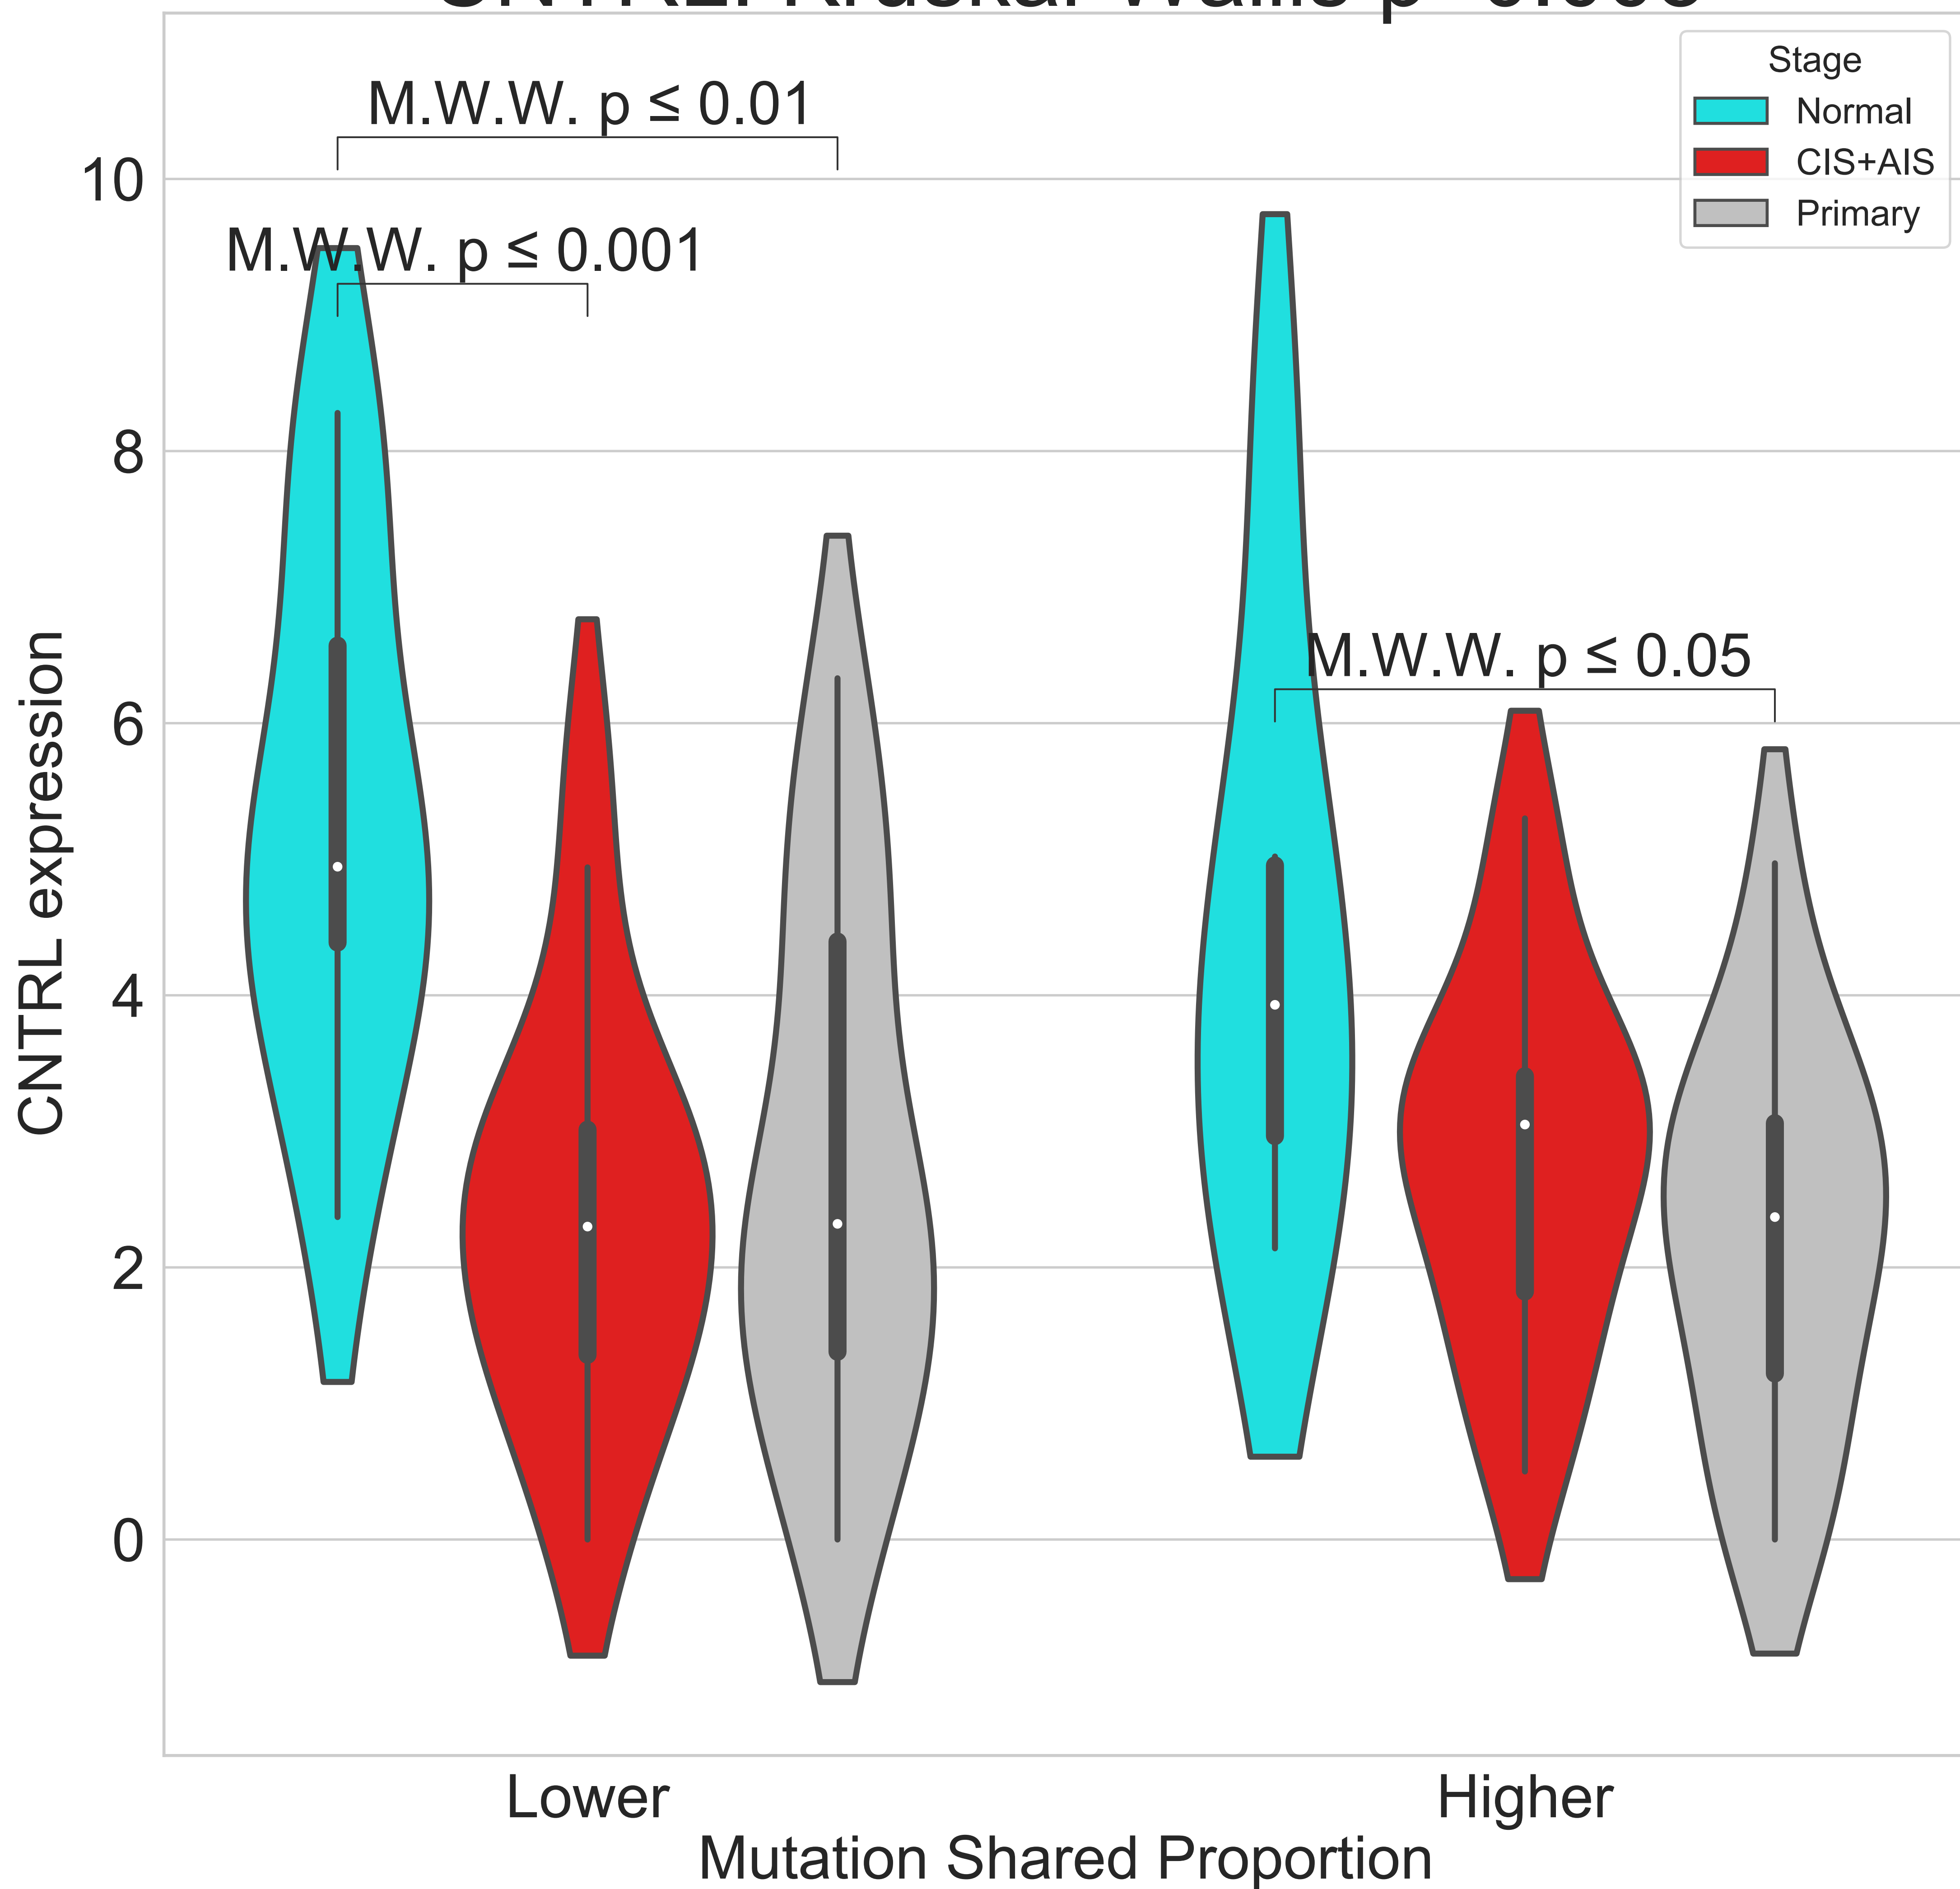 Stage
Normal
CIS+AIS
Primary
M.W.W. p ≤ 0.01
M.W.W. p ≤ 0.001
M.W.W. p ≤ 0.05
10
8
6
4
2
0
CNTRL expression
Lower
Higher
Mutation Shared Proportion